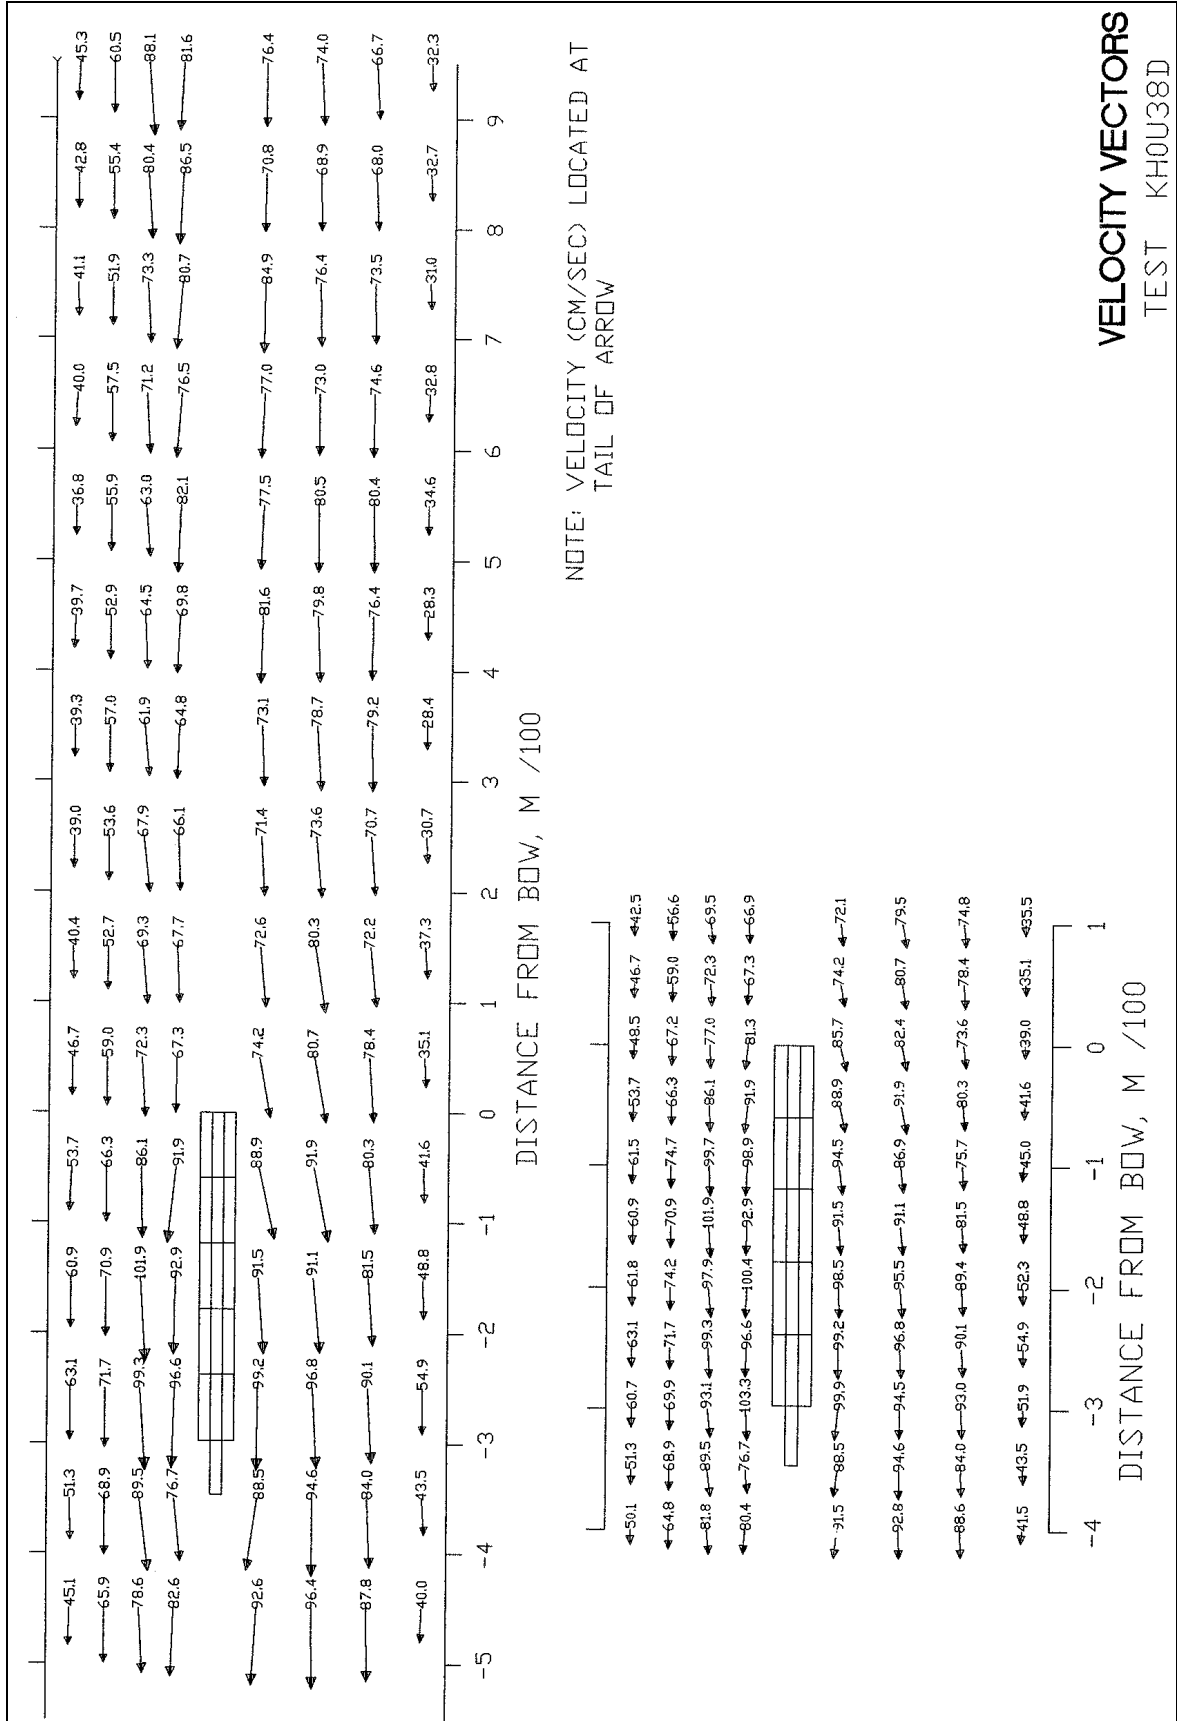 45.1 51.3 63.1 60.9 53.7 46.7 40.4 39.0 39.3 39.7 36.8 40.0 41.1 42.8 45.3
65.9 68.9 71.7 70.9 66.3 59.0 52.7 53.6 57.0 52.9 55.9 57.5 51.9 55.4 60.5
78.6 89.5 99.3 101.9 86.1 72.3 69.3 67.9 61.9 64.5 63.0 71.2 73.3 80.4 88.1
82.6 76.7 96.6 92.9 91.9 67.3 67.7 66.1 64.8 69.8 82.1 76.5 80.7 86.5 81.6
92.6 88.5 99.2 91.5 88.9 74.2 72.6 71.4 73.1 81.6 77.5 77.0 84.9 70.8 76.4
96.4 94.6 96.8 91.1 91.9 80.7 80.3 73.6 78.7 79.8 80.5 73.0 76.4 68.9 74.0
87.8 84.0 90.1 81.5 80.3 78.4 72.2 70.7 79.2 76.4 80.4 74.6 73.5 68.0 66.7
40.0 43.5 54.9 48.8 41.6 35.1 37.3 30.7 28.4 28.3 34.6 32.8 31.0 32.7 32.3
-5 -4 -3 -2 -1 0 1 2 3 4 5 6 7 8 9
DISTANCE FROM BOW, M /100
NOTE: VELOCITY (CM/SEC) LOCATED AT
TAIL OF ARROW
50.1 51.3 60.7 63.1 61.8 60.9 61.5 53.7 48.5 46.7 42.5
64.8 68.9 69.9 71.7 74.2 70.9 74.7 66.3 67.2 59.0 56.6
81.8 89.5 93.1 99.3 97.9 101.9 99.7 86.1 77.0 72.3 69.5
80.4 76.7 103.3 96.6 100.4 92.9 98.9 91.9 81.3 67.3 66.9
91.5 88.5 99.9 99.2 98.5 91.5 94.5 88.9 85.7 74.2 72.1
92.8 94.6 94.5 96.8 95.5 91.1 86.9 91.9 82.4 80.7 79.5
88.6 84.0 93.0 90.1 89.4 81.5 75.7 80.3 73.6 78.4 74.8
41.5 43.5 51.9 54.9 52.3 48.8 45.0 41.6 39.0 35.1 35.5
-4 -3 -2 -1 0 1
DISTANCE FROM BOW, M /100
VELOCITY VECTORS
TEST KHOU38D